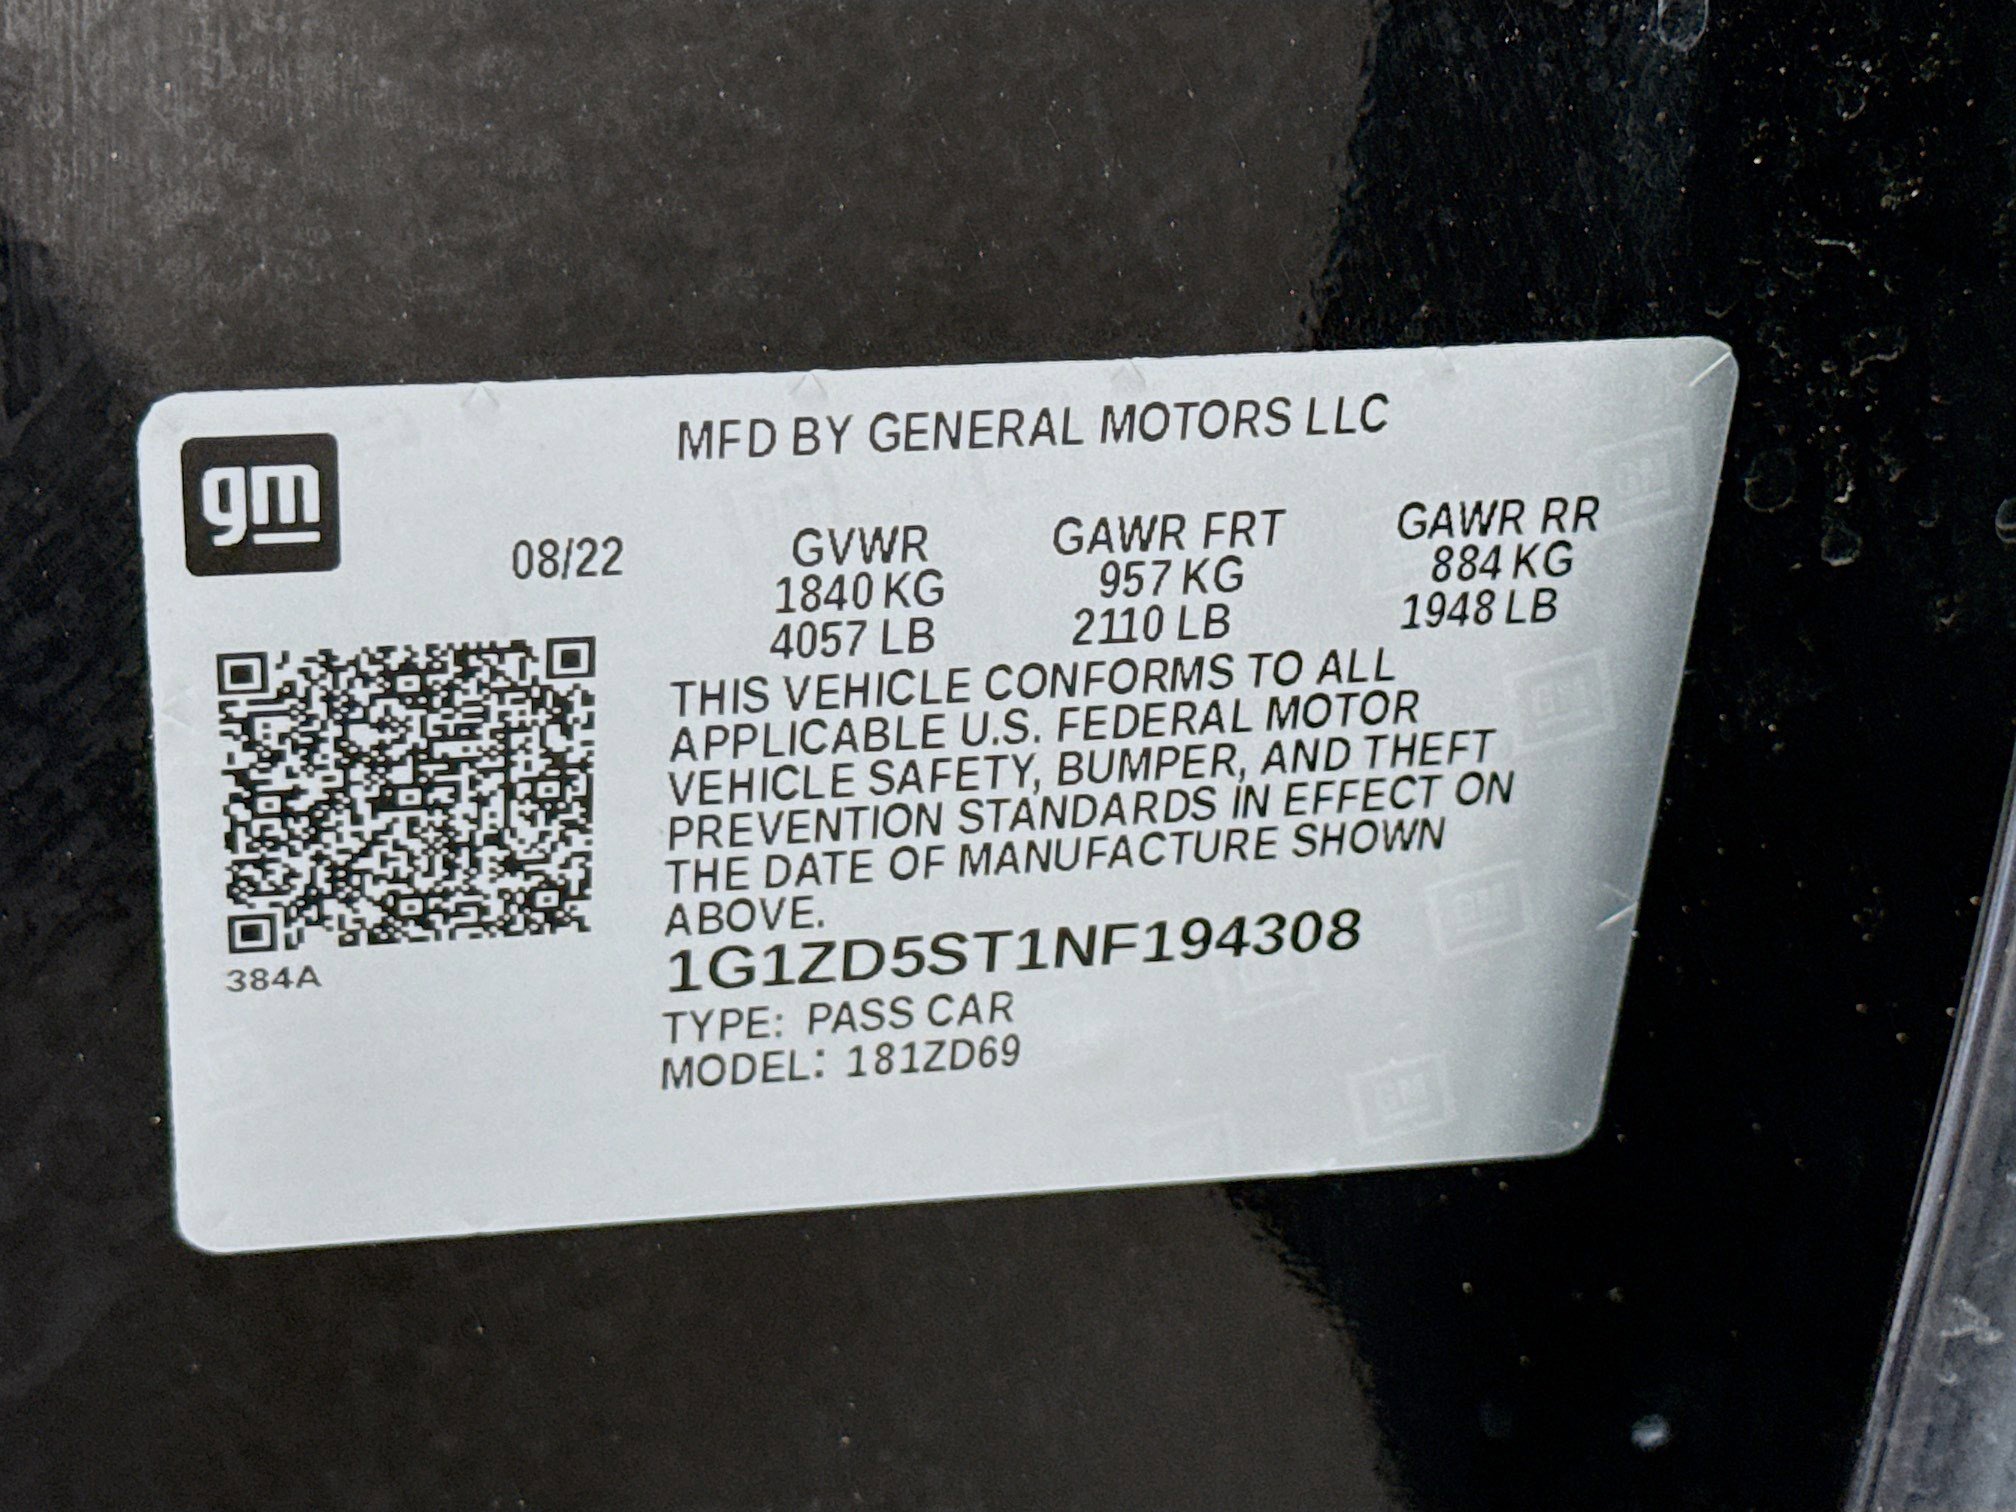 gm
MFD BY GENERAL MOTORS LLC
08/22 GVWR GAWR FRT GAWR RR
1840 KG 957 KG 884 KG
4057 LB 2110 LB 1948 LB
THIS VEHICLE CONFORMS TO ALL
APPLICABLE U.S. FEDERAL MOTOR
VEHICLE SAFETY, BUMPER, AND THEFT
PREVENTION STANDARDS IN EFFECT ON
THE DATE OF MANUFACTURE SHOWN
ABOVE.
1G1ZD5ST1NF194308
384A
TYPE: PASS CAR
MODEL: 181ZD69